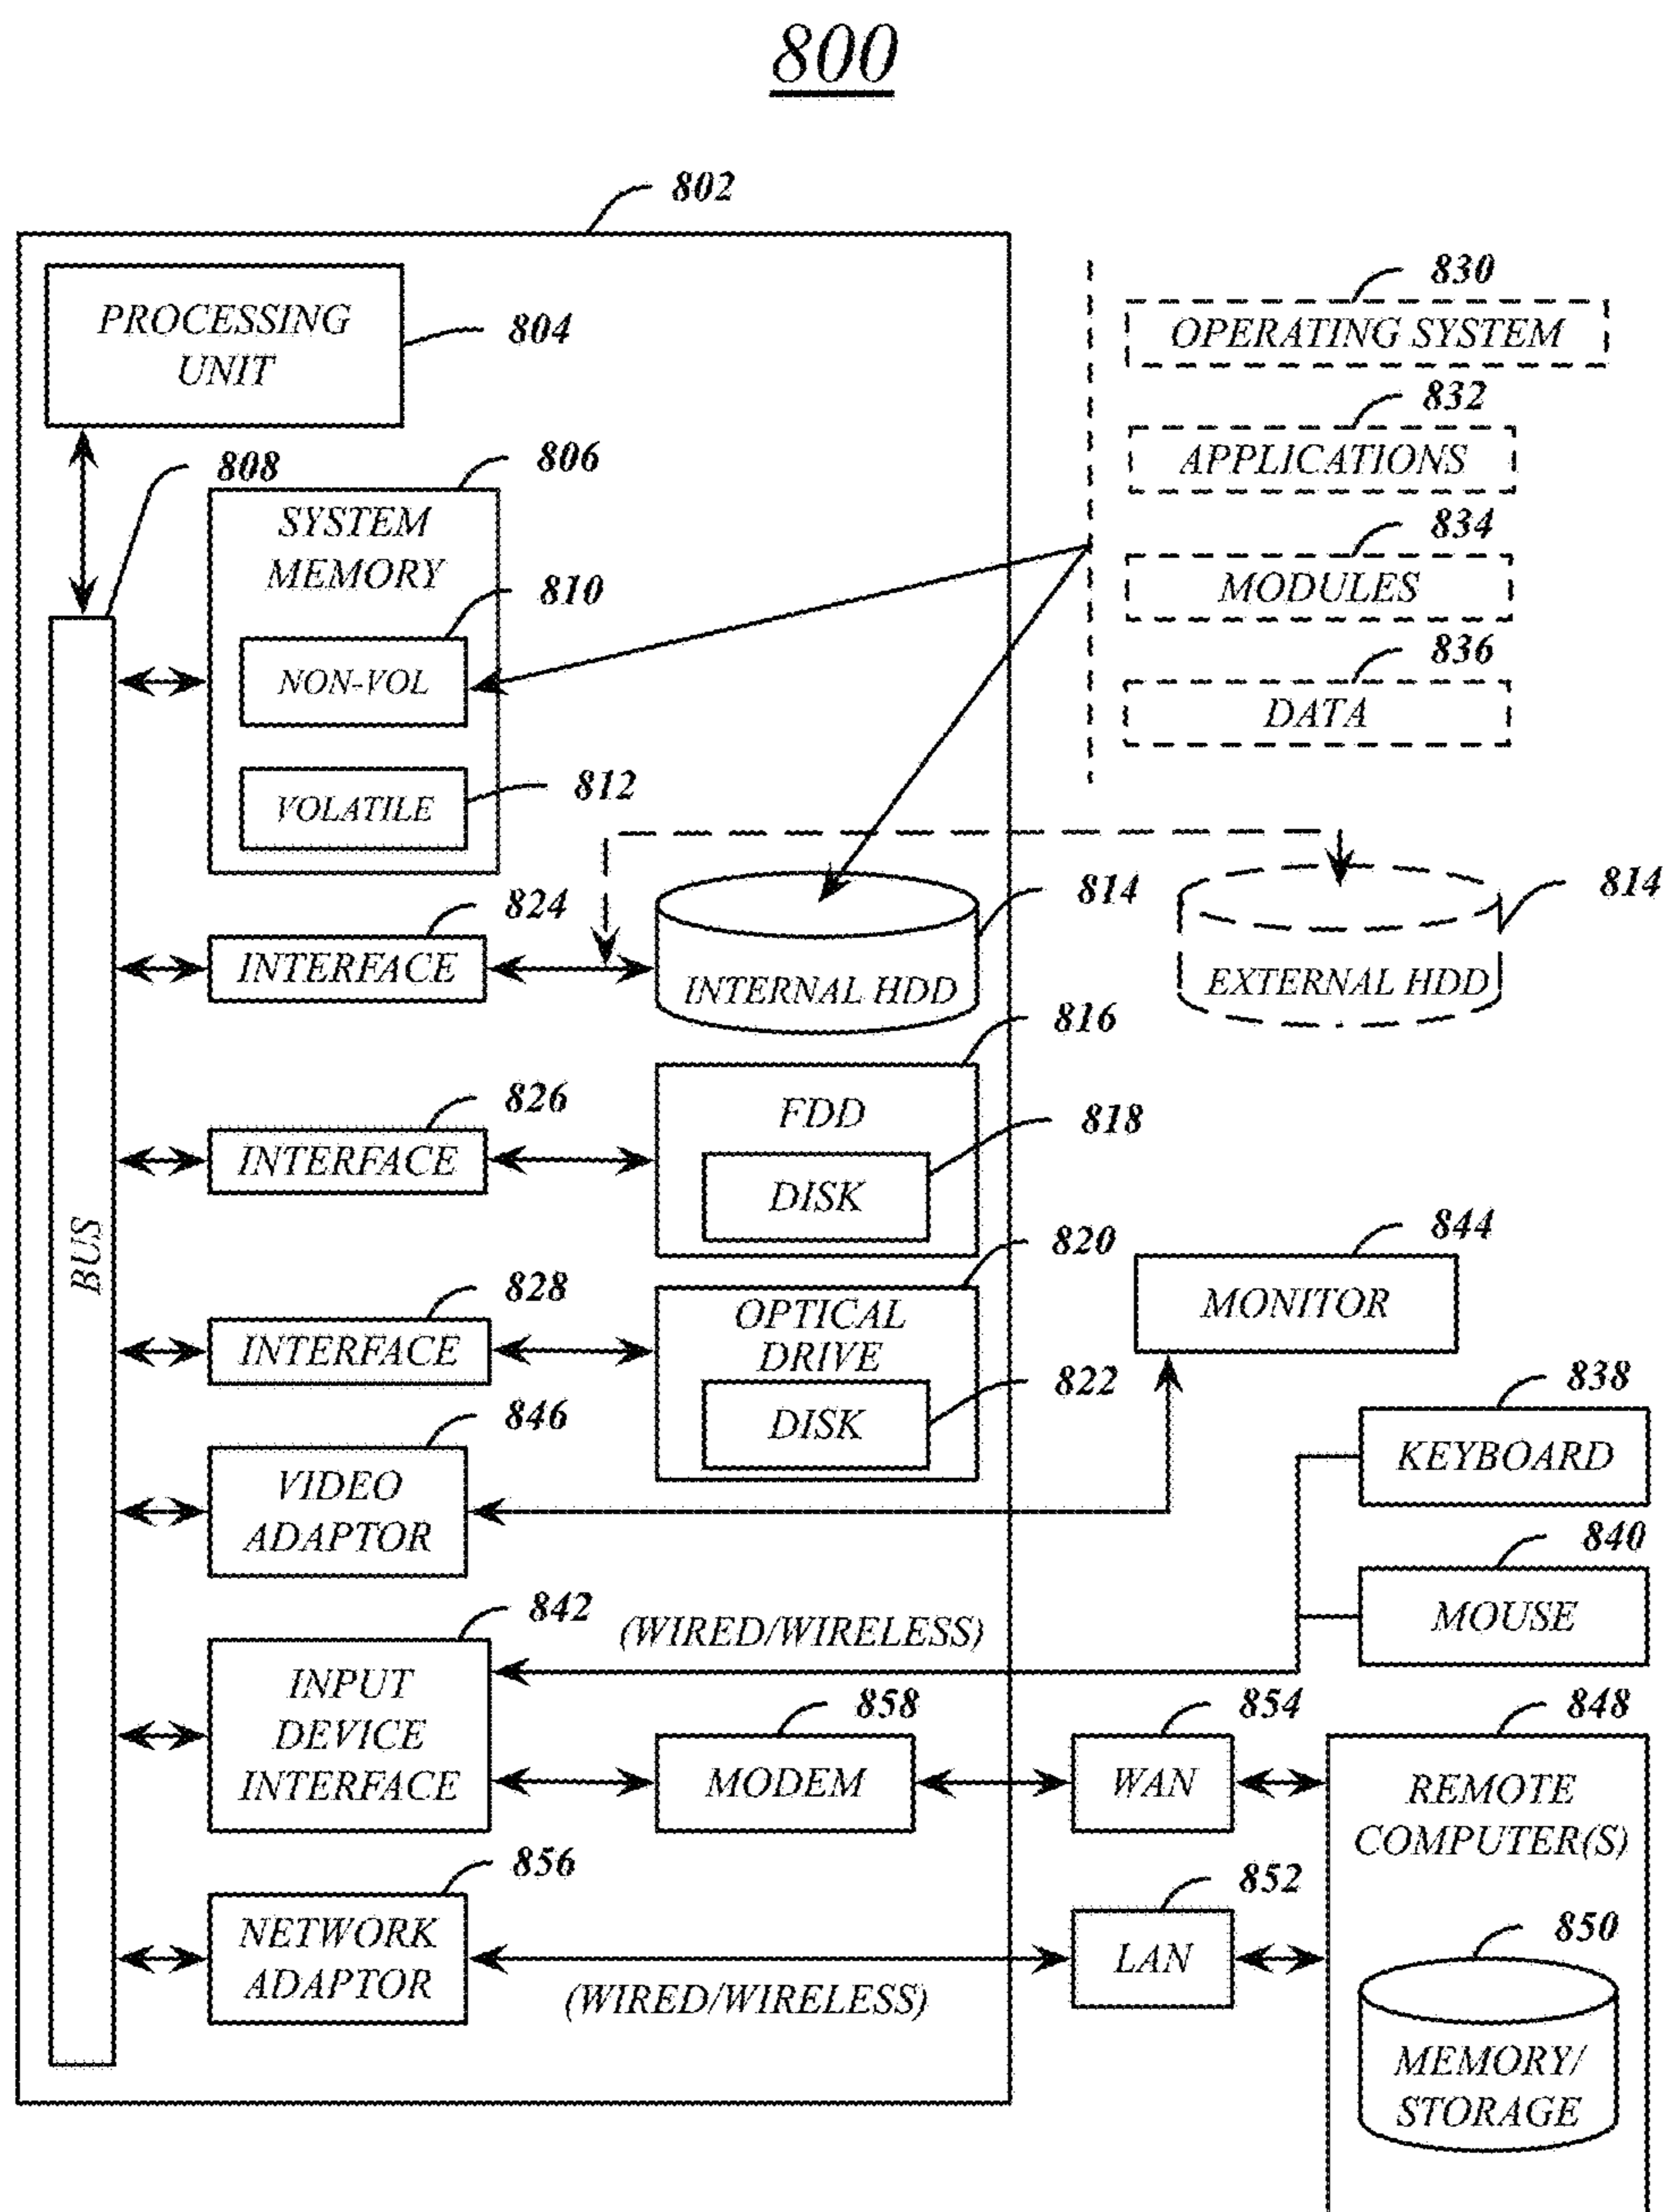 800
802
PROCESSING
UNIT
804
830
OPERATING SYSTEM
832
APPLICATIONS
834
MODULES
836
DATA
808
806
SYSTEM
MEMORY
810
NON-VOL
812
VOLATILE
BUS
824
INTERFACE
814
INTERNAL HDD
814
EXTERNAL HDD
826
INTERFACE
816
FDD
818
DISK
828
INTERFACE
820
OPTICAL
DRIVE
822
DISK
844
MONITOR
846
VIDEO
ADAPTOR
838
KEYBOARD
840
MOUSE
842
INPUT
DEVICE
INTERFACE
(WIRED/WIRELESS)
858
MODEM
854
WAN
848
REMOTE
COMPUTER(S)
856
NETWORK
ADAPTOR
(WIRED/WIRELESS)
852
LAN
850
MEMORY/
STORAGE